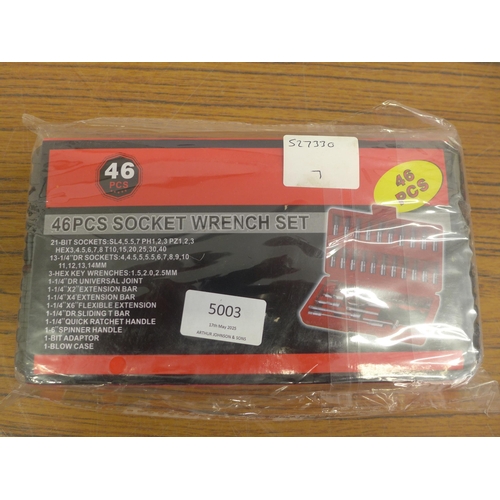 46
PCS
527330
7
46
PCS
46PCS SOCKET WRENCH SET
21-BIT SOCKETS:SL4,5.5,7 PH1,2,3 PZ1,2,3
HEX3,4,5,6,7,8 T10,15,20,25,30,40
13-1/4"DR SOCKETS:4,4.5,5,5.5,6,7,8,9,10
11,12,13,14MM
3-HEX KEY WRENCHES:1.5,2.0,2.5MM
1-1/4"DR UNIVERSAL JOINT
1-1/4"X2"EXTENSION BAR
1-1/4"X4"EXTENSION BAR
1-1/4"X6"FLEXIBLE EXTENSION
1-1/4"DR SLIDING T BAR
1-1/4"QUICK RATCHET HANDLE
1-6"SPINNER HANDLE
1-BIT ADAPTOR
1-BLOW CASE
5003
17th May 2025
ARTHUR JOHNSON & SONS